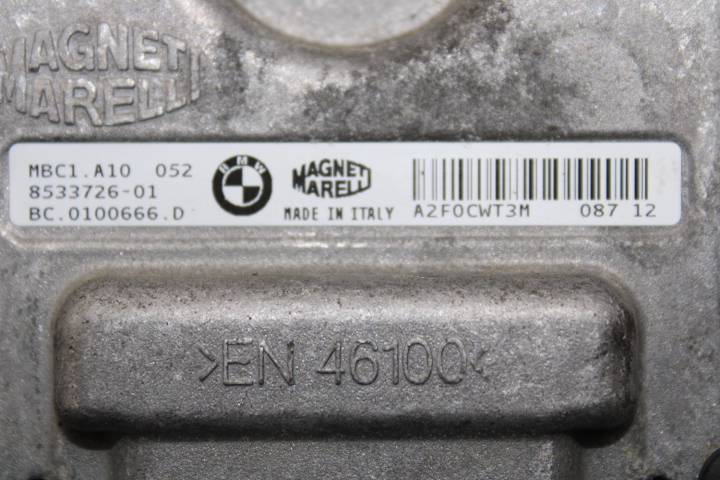 MAGNETI
MARELLI
MBC1.A10 052
8533726-01
BC.0100666.D
BMW
MAGNETI
MARELLI
MADE IN ITALY
A2F0CWT3M 087 12
>EN 46100<